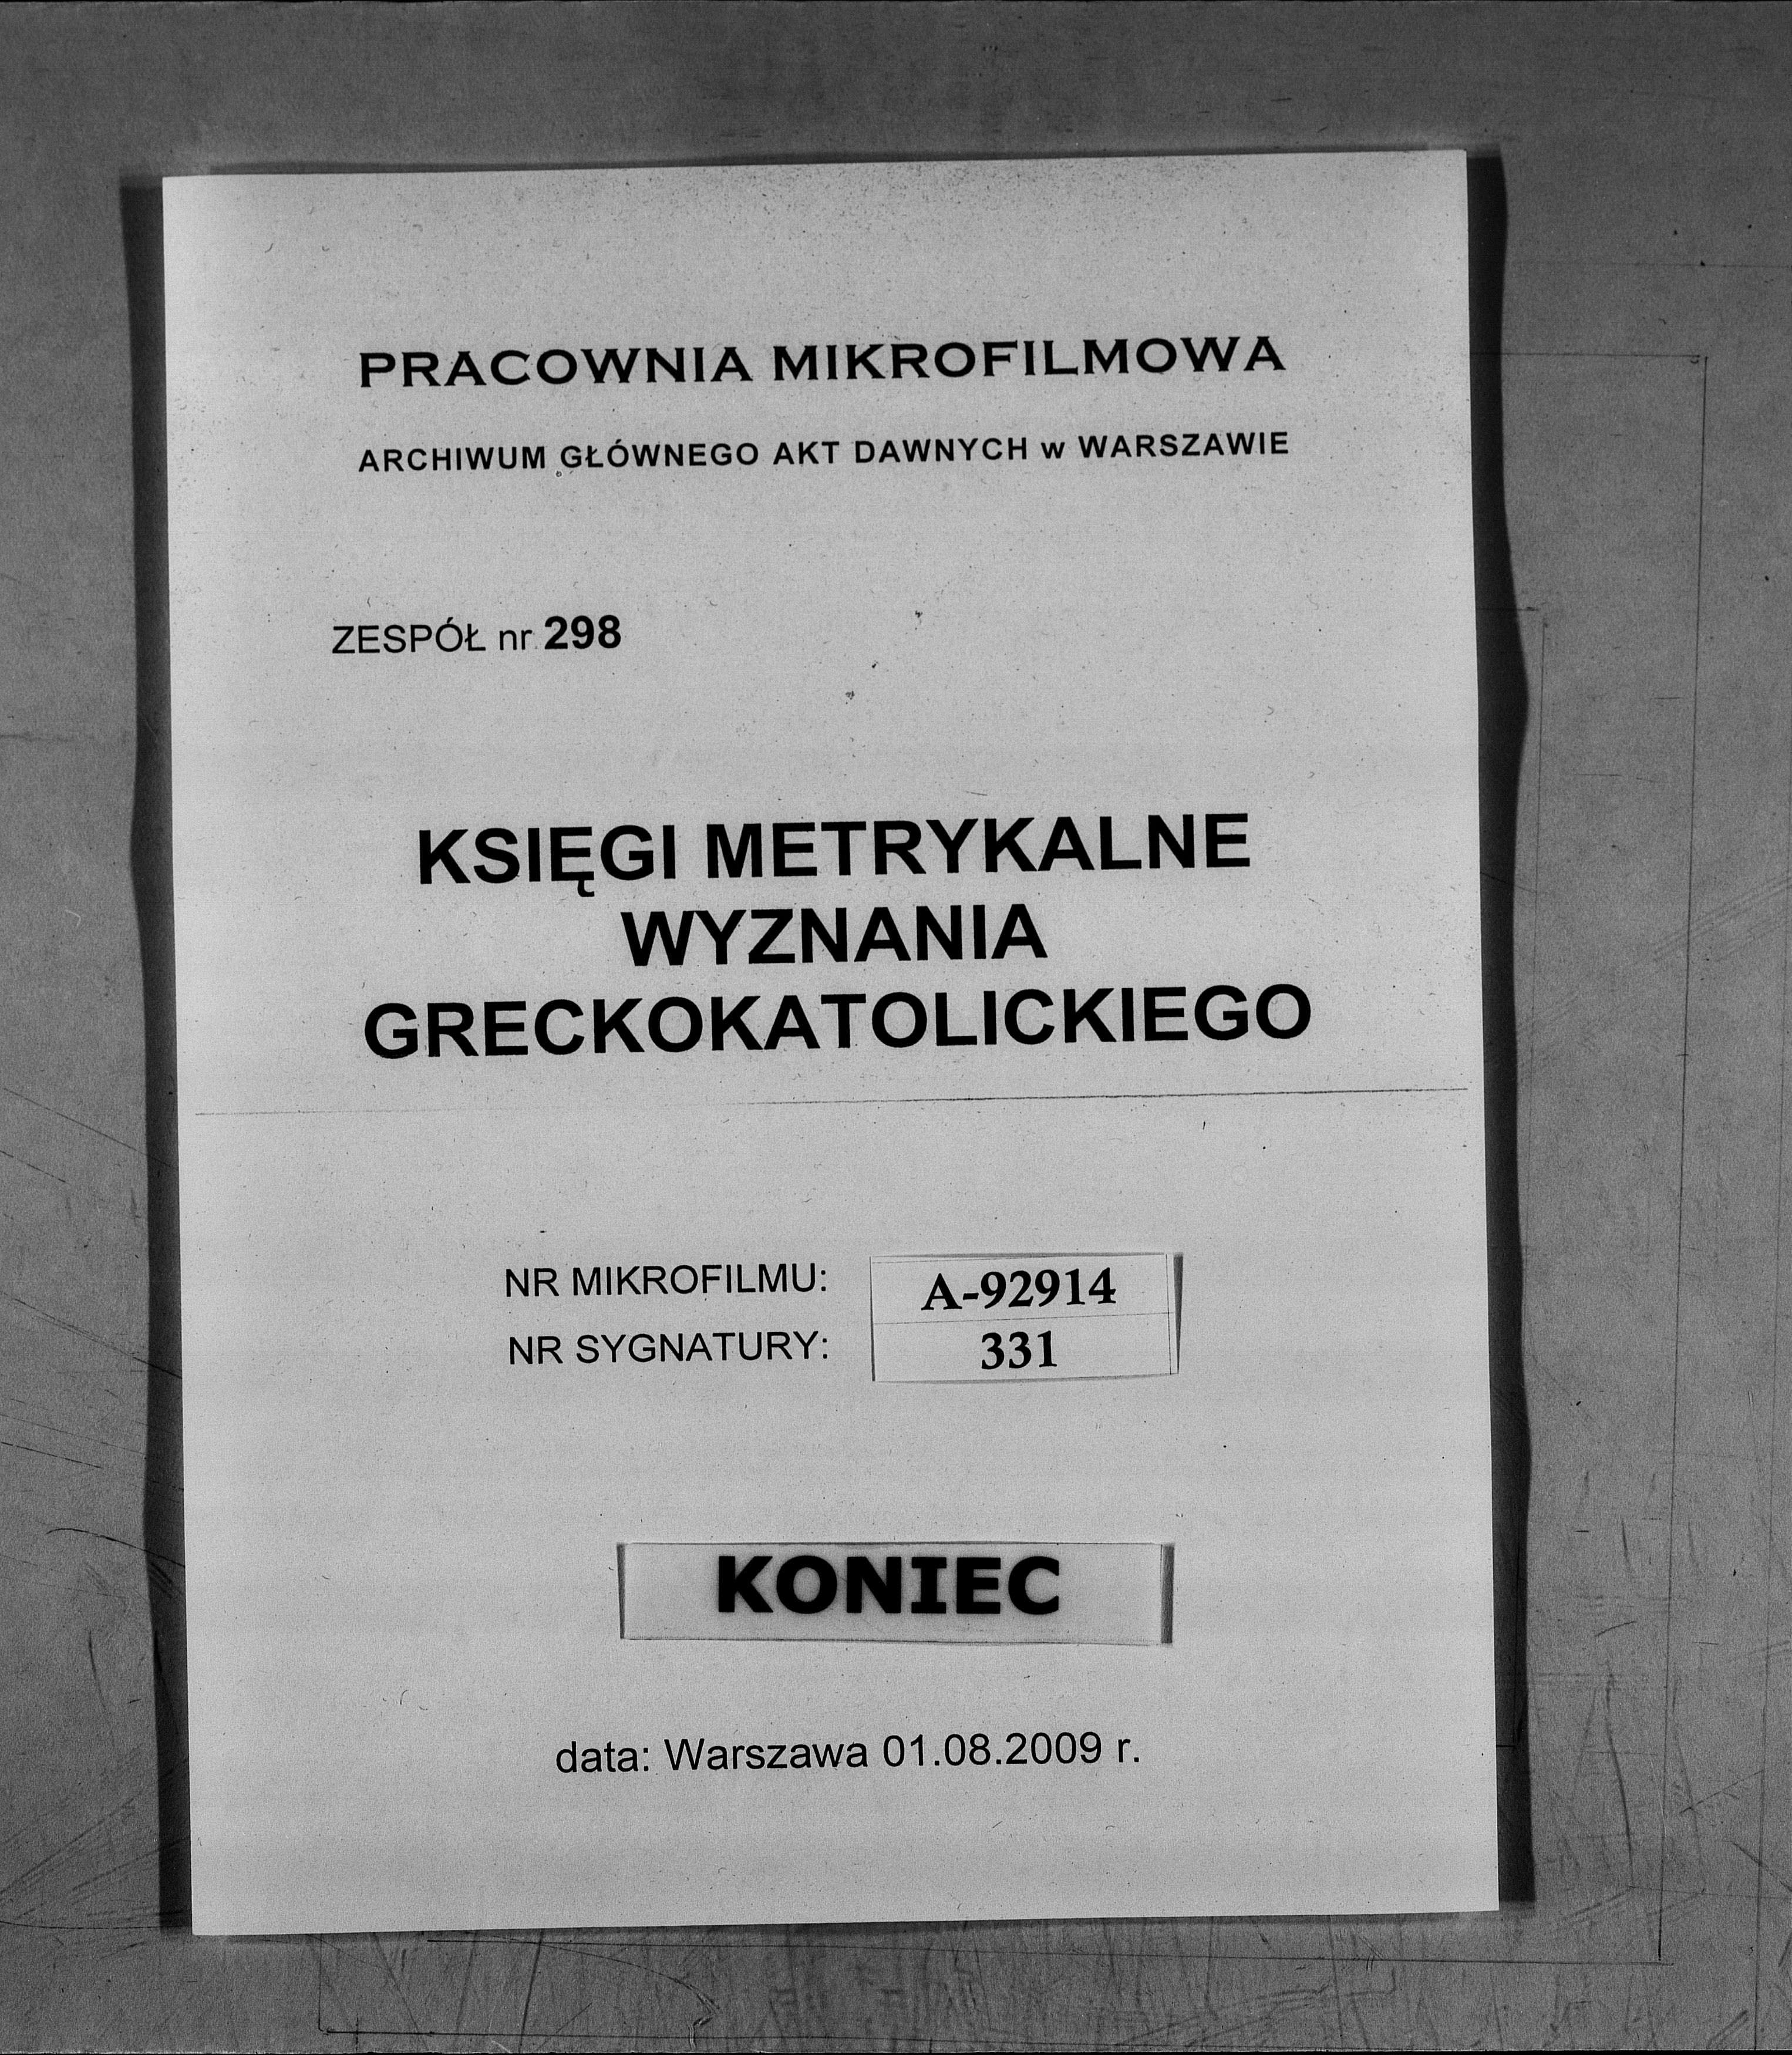 PRACOWNIA MIKROFILMOWA
ARCHIWUM GŁÓWNEGO AKT DAWNYCH w WARSZAWIE
ZESPÓŁ nr 298
KSIĘGI METRYKALNE
WYZNANIA
GRECKOKATOLICKIEGO
NR MIKROFILMU: A-92914
NR SYGNATURY: 331
KONIEC
data: Warszawa 01.08.2009 r.